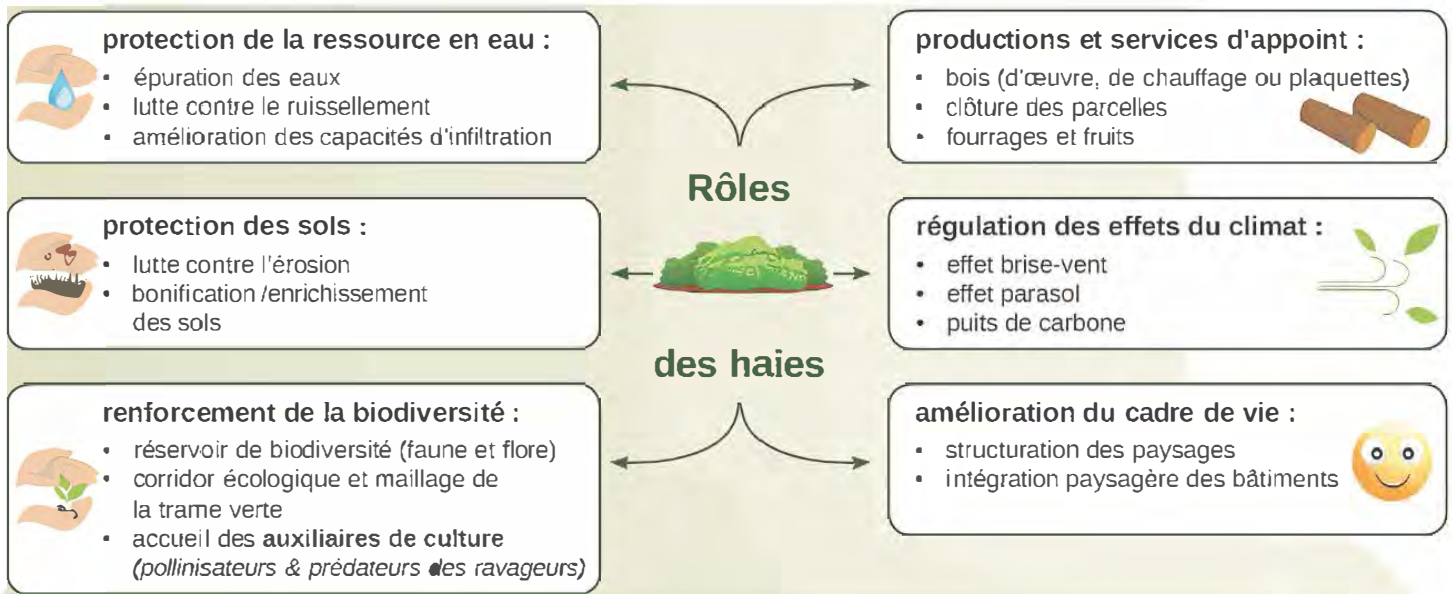 protection de la ressource en eau :
• épuration des eaux
• lutte contre le ruissellement
• amélioration des capacités d'infiltration
protection des sols :
• lutte contre l'érosion
• bonification /enrichissement
des sols
renforcement de la biodiversité :
• réservoir de biodiversité (faune et flore)
• corridor écologique et maillage de
la trame verte
• accueil des auxiliaires de culture
(pollinisateurs & prédateurs des ravageurs)
Rôles
des haies
productions et services d'appoint :
• bois (d'œuvre, de chauffage ou plaquettes)
• clôture des parcelles
• fourrages et fruits
régulation des effets du climat :
• effet brise-vent
• effet parasol
• puits de carbone
amélioration du cadre de vie :
• structuration des paysages
• intégration paysagère des bâtiments